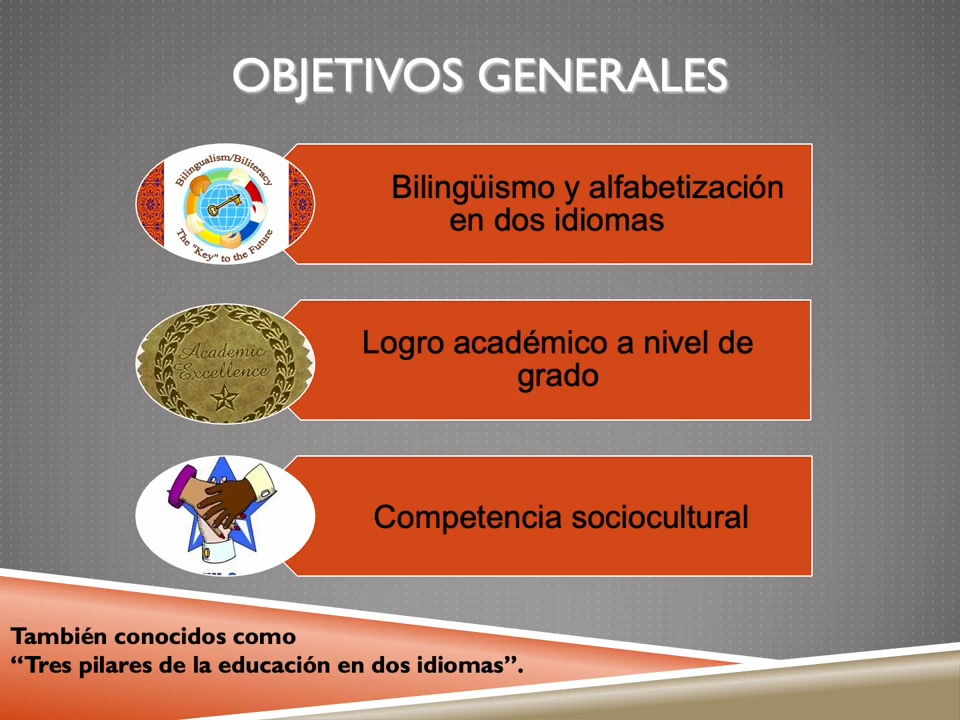 OBJETIVOS GENERALES
Bilingualism/Biliteracy
The "Key" to the Future
Bilingüismo y alfabetización
en dos idiomas
Academic
Excellence
Logro académico a nivel de
grado
Competencia sociocultural
También conocidos como
“Tres pilares de la educación en dos idiomas”.